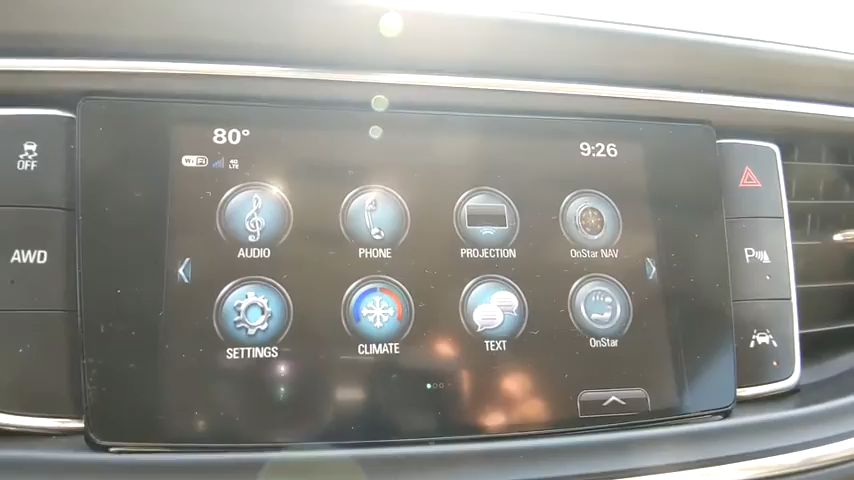 80° 9:26
WiFi 4G LTE
OFF
AUDIO PHONE PROJECTION OnStar NAV
AWD
P
SETTINGS CLIMATE TEXT OnStar